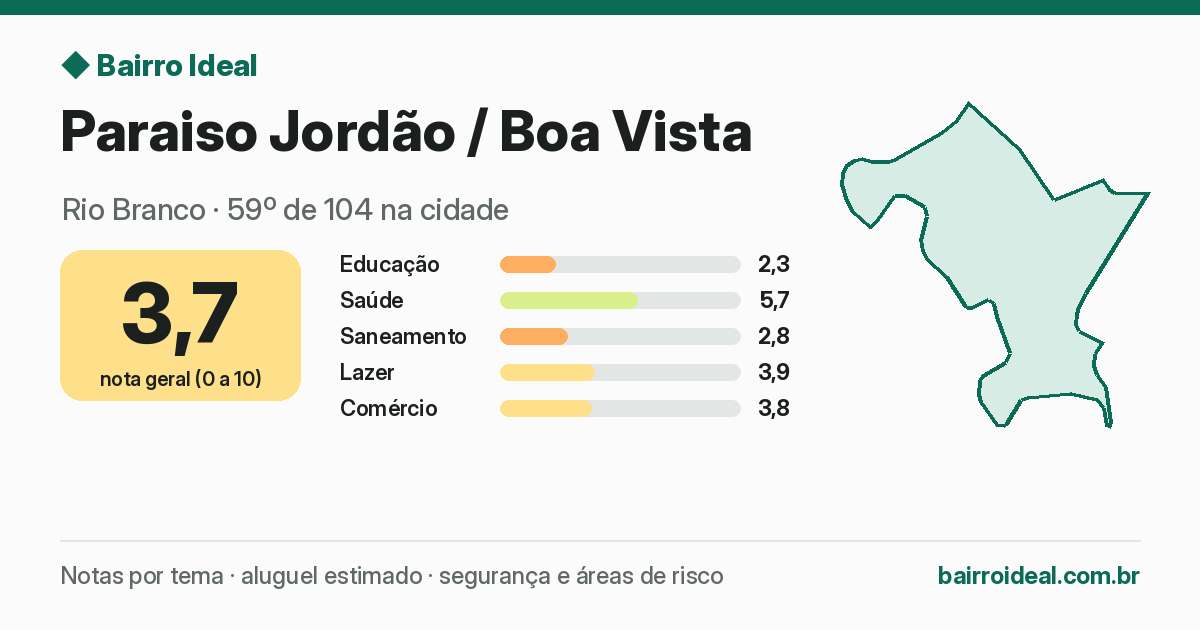 Bairro Ideal
Paraiso Jordão / Boa Vista
Rio Branco · 59º de 104 na cidade
3,7
nota geral (0 a 10)
Educação 2,3
Saúde 5,7
Saneamento 2,8
Lazer 3,9
Comércio 3,8
Notas por tema · aluguel estimado · segurança e áreas de risco
bairroideal.com.br